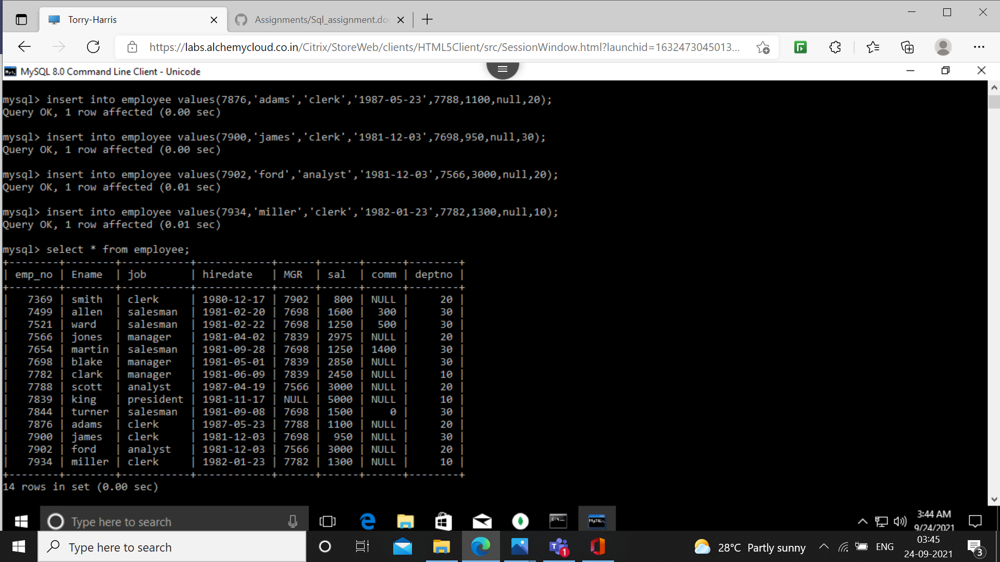 Torry-Harris
Assignments/Sql_assignment.do
https://labs.alchemycloud.co.in/Citrix/StoreWeb/clients/HTML5Client/src/SessionWindow.html?launchid=1632473045013...
MySQL 8.0 Command Line Client - Unicode
mysql> insert into employee values(7876,'adams','clerk','1987-05-23',7788,1100,null,20);
Query OK, 1 row affected (0.00 sec)
mysql> insert into employee values(7900,'james','clerk','1981-12-03',7698,950,null,30);
Query OK, 1 row affected (0.00 sec)
mysql> insert into employee values(7902,'ford','analyst','1981-12-03',7566,3000,null,20);
Query OK, 1 row affected (0.01 sec)
mysql> insert into employee values(7934,'miller','clerk','1982-01-23',7782,1300,null,10);
Query OK, 1 row affected (0.01 sec)
mysql> select * from employee;
+--------+--------+-----------+------------+------+------+------+--------+
| emp_no | Ename  | job       | hiredate   | MGR  | sal  | comm | deptno |
+--------+--------+-----------+------------+------+------+------+--------+
|   7369 | smith  | clerk     | 1980-12-17 | 7902 |  800 | NULL |     20 |
|   7499 | allen  | salesman  | 1981-02-20 | 7698 | 1600 |  300 |     30 |
|   7521 | ward   | salesman  | 1981-02-22 | 7698 | 1250 |  500 |     30 |
|   7566 | jones  | manager   | 1981-04-02 | 7839 | 2975 | NULL |     20 |
|   7654 | martin | salesman  | 1981-09-28 | 7698 | 1250 | 1400 |     30 |
|   7698 | blake  | manager   | 1981-05-01 | 7839 | 2850 | NULL |     30 |
|   7782 | clark  | manager   | 1981-06-09 | 7839 | 2450 | NULL |     10 |
|   7788 | scott  | analyst   | 1987-04-19 | 7566 | 3000 | NULL |     20 |
|   7839 | king   | president | 1981-11-17 | NULL | 5000 | NULL |     10 |
|   7844 | turner | salesman  | 1981-09-08 | 7698 | 1500 |    0 |     30 |
|   7876 | adams  | clerk     | 1987-05-23 | 7788 | 1100 | NULL |     20 |
|   7900 | james  | clerk     | 1981-12-03 | 7698 |  950 | NULL |     30 |
|   7902 | ford   | analyst   | 1981-12-03 | 7566 | 3000 | NULL |     20 |
|   7934 | miller | clerk     | 1982-01-23 | 7782 | 1300 | NULL |     10 |
+--------+--------+-----------+------------+------+------+------+--------+
14 rows in set (0.00 sec)
Type here to search
3:44 AM
9/24/2021
Type here to search
1
28°C Partly sunny
ENG
03:45
24-09-2021
3